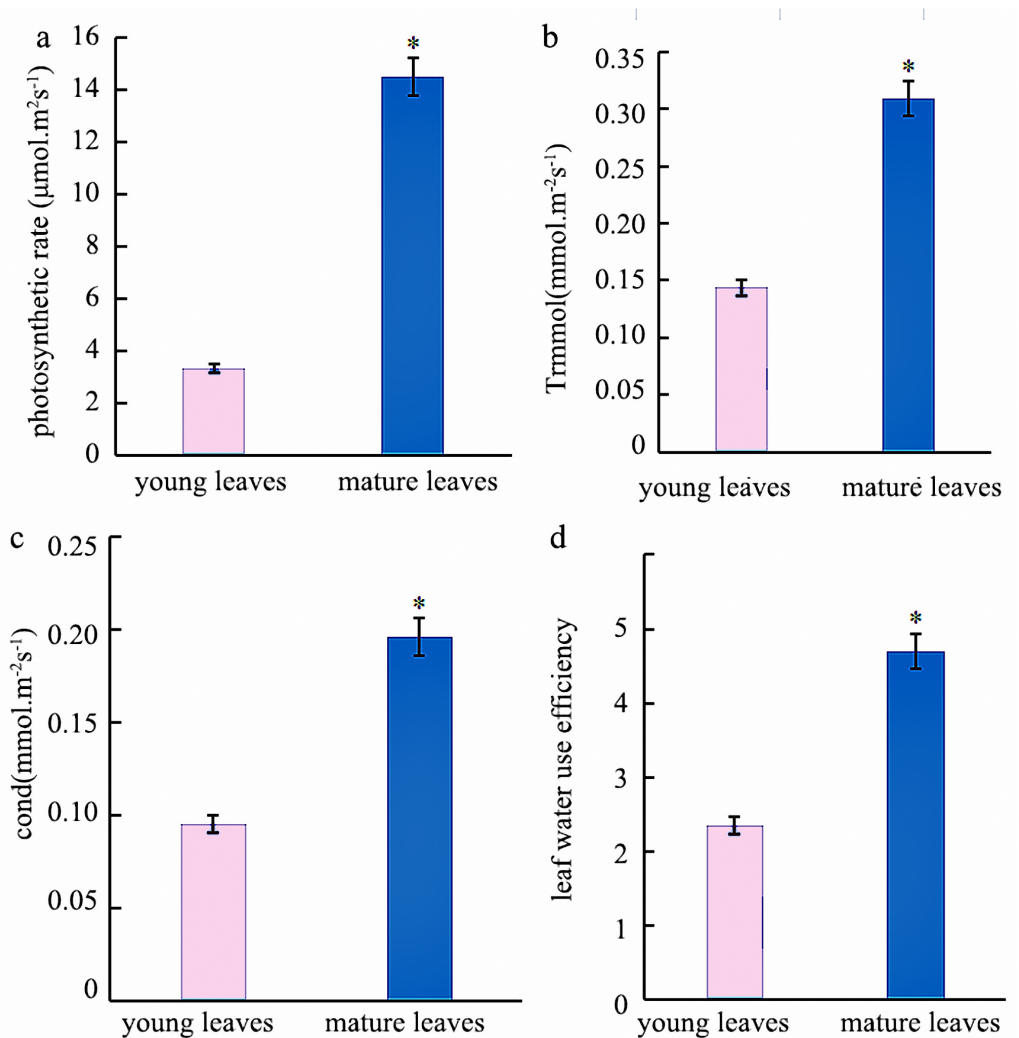 a
photosynthetic rate (μmol.m²s⁻¹)
16
14
12
10
8
6
4
2
0
*
young leaves mature leaves
b
Trmmol(mmol.m⁻²s⁻¹)
0.35
0.30
0.25
0.20
0.15
0.10
0.05
0
*
young leaves mature leaves
c
cond(mmol.m⁻²s⁻¹)
0.25
0.20
0.15
0.10
0.05
0
*
young leaves mature leaves
d
leaf water use efficiency
5
4
3
2
1
0
*
young leaves mature leaves